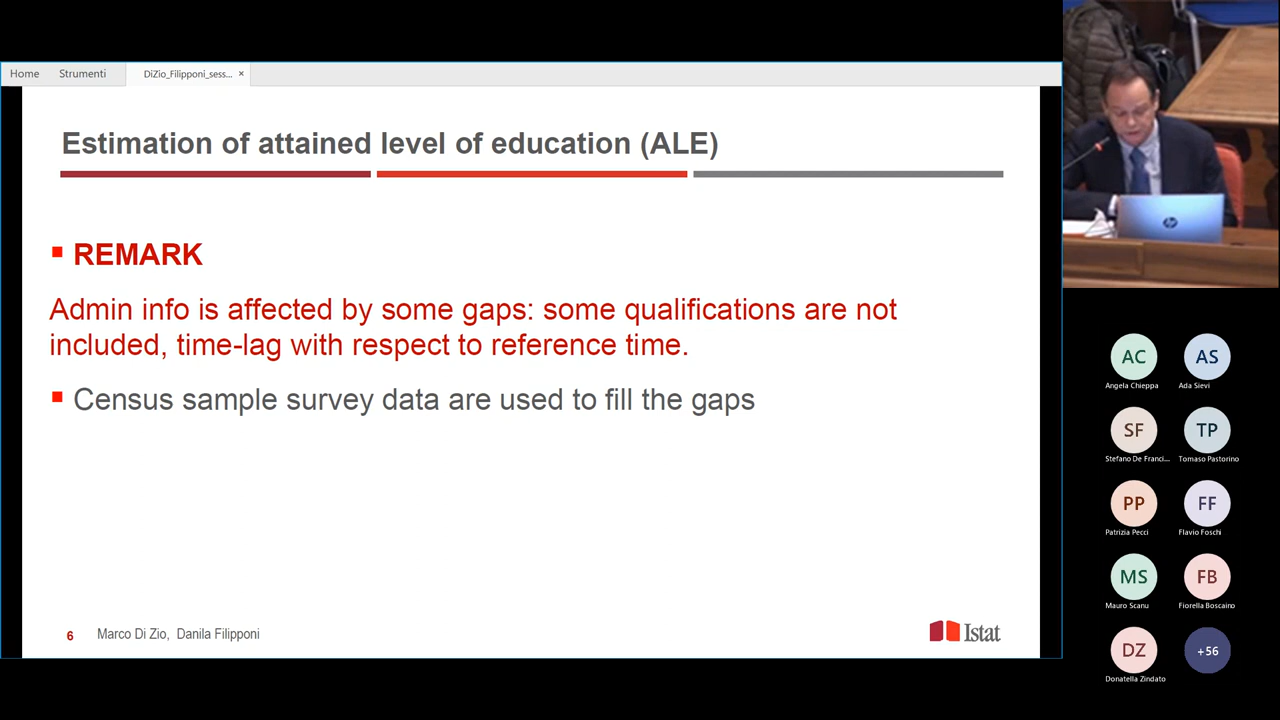 Home Strumenti DiZio_Filipponi_sess... ×
Estimation of attained level of education (ALE)
REMARK
Admin info is affected by some gaps: some qualifications are not
included, time-lag with respect to reference time.
Census sample survey data are used to fill the gaps
6 Marco Di Zio, Danila Filipponi
Istat
hp
AC AS
Angela Chieppa Ada Sievi
SF TP
Stefano De Franci... Tomaso Pastorino
PP FF
Patrizia Pecci Flavio Foschi
MS FB
Mauro Scanu Fiorella Boscaino
DZ +56
Donatella Zindato